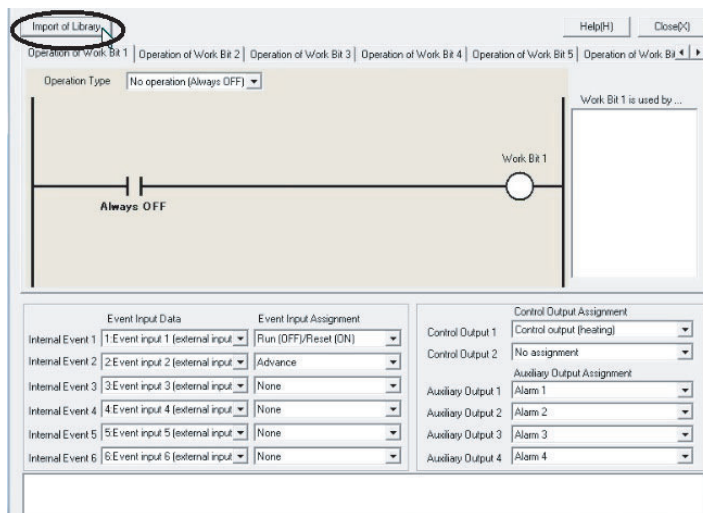 Import of Library
Help(H)
Close(X)
Operation of Work Bit 1
Operation of Work Bit 2
Operation of Work Bit 3
Operation of Work Bit 4
Operation of Work Bit 5
Operation of Work Bi
Operation Type
No operation (Always OFF)
Work Bit 1 is used by ...
Work Bit 1
Always OFF
Event Input Data
Event Input Assignment
Internal Event 1 1:Event input 1 (external input Run (OFF)/Reset (ON)
Internal Event 2 2:Event input 2 (external input Advance
Internal Event 3 3:Event input 3 (external input None
Internal Event 4 4:Event input 4 (external input None
Internal Event 5 5:Event input 5 (external input None
Internal Event 6 6:Event input 6 (external input None
Control Output Assignment
Control Output 1 Control output (heating)
Control Output 2 No assignment
Auxiliary Output Assignment
Auxiliary Output 1 Alarm 1
Auxiliary Output 2 Alarm 2
Auxiliary Output 3 Alarm 3
Auxiliary Output 4 Alarm 4